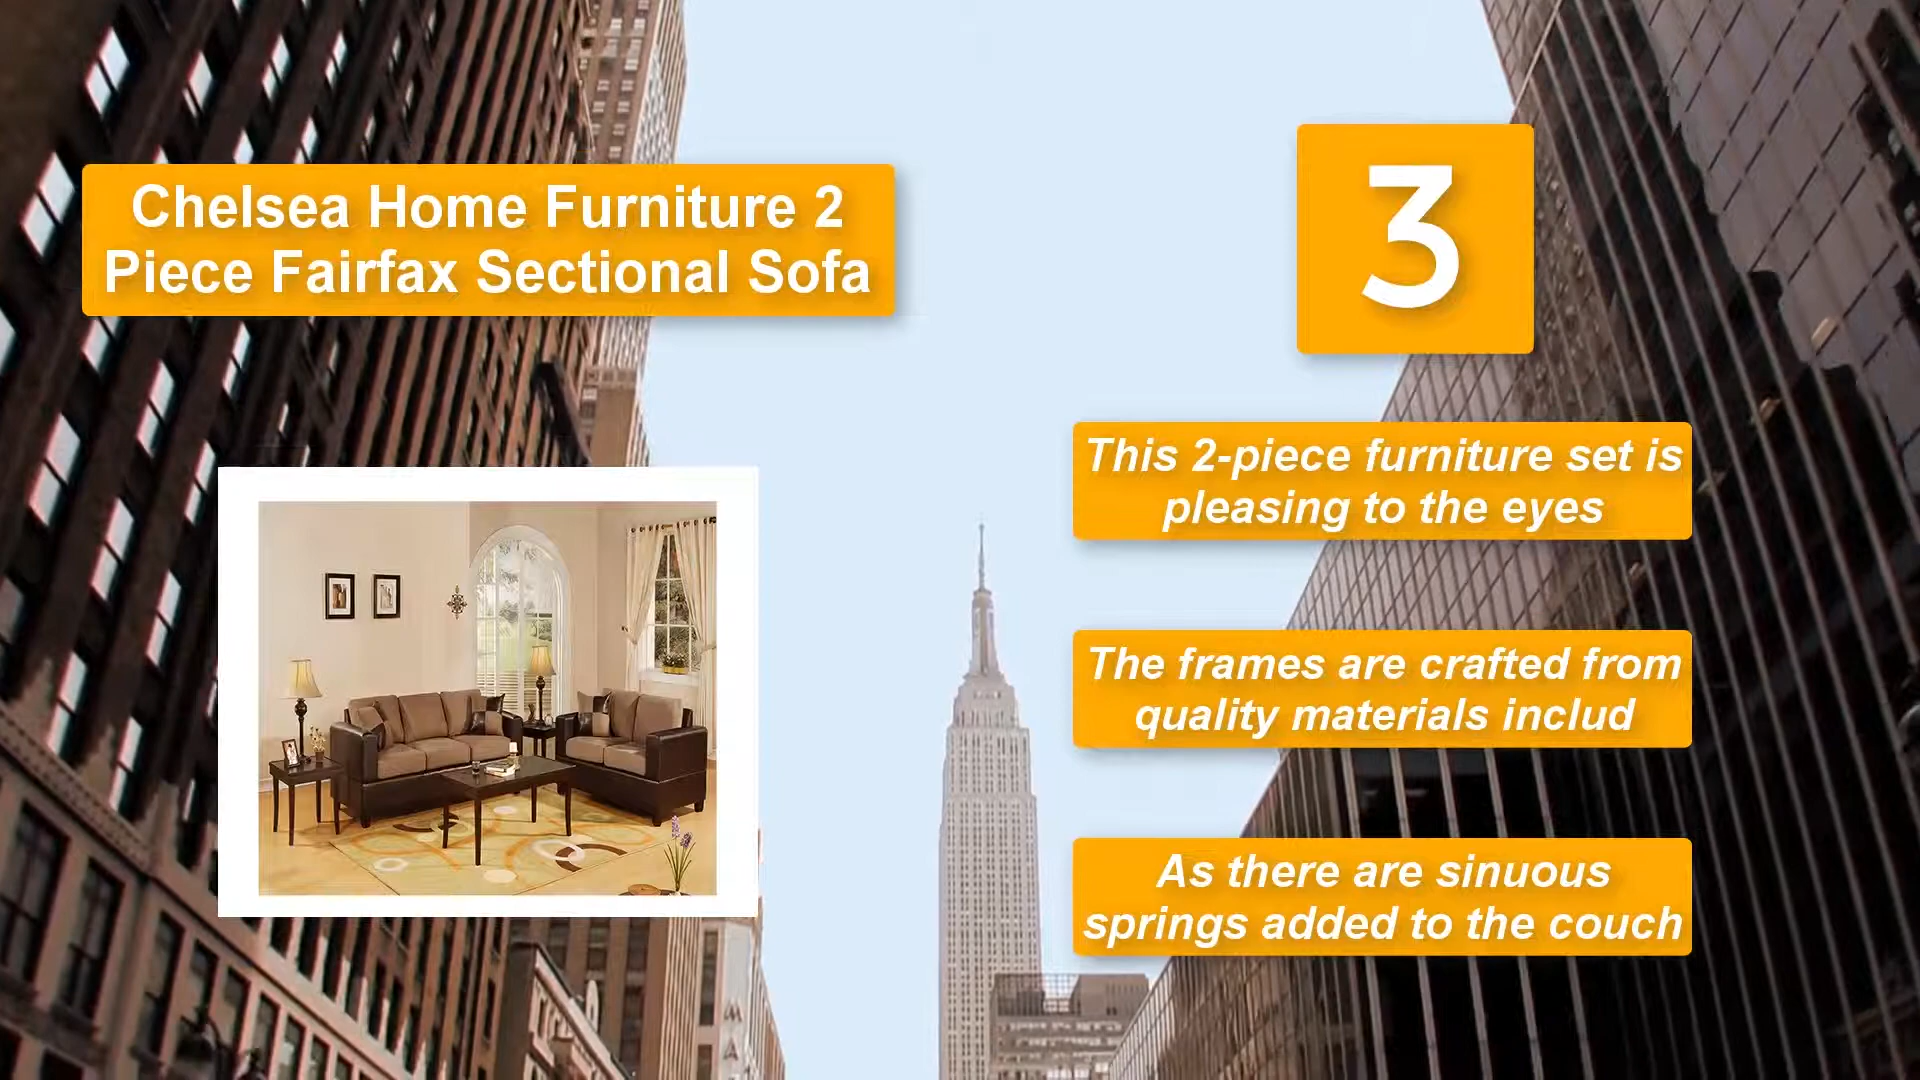 Chelsea Home Furniture 2
Piece Fairfax Sectional Sofa
3
This 2-piece furniture set is
pleasing to the eyes
The frames are crafted from
quality materials includ
As there are sinuous
springs added to the couch